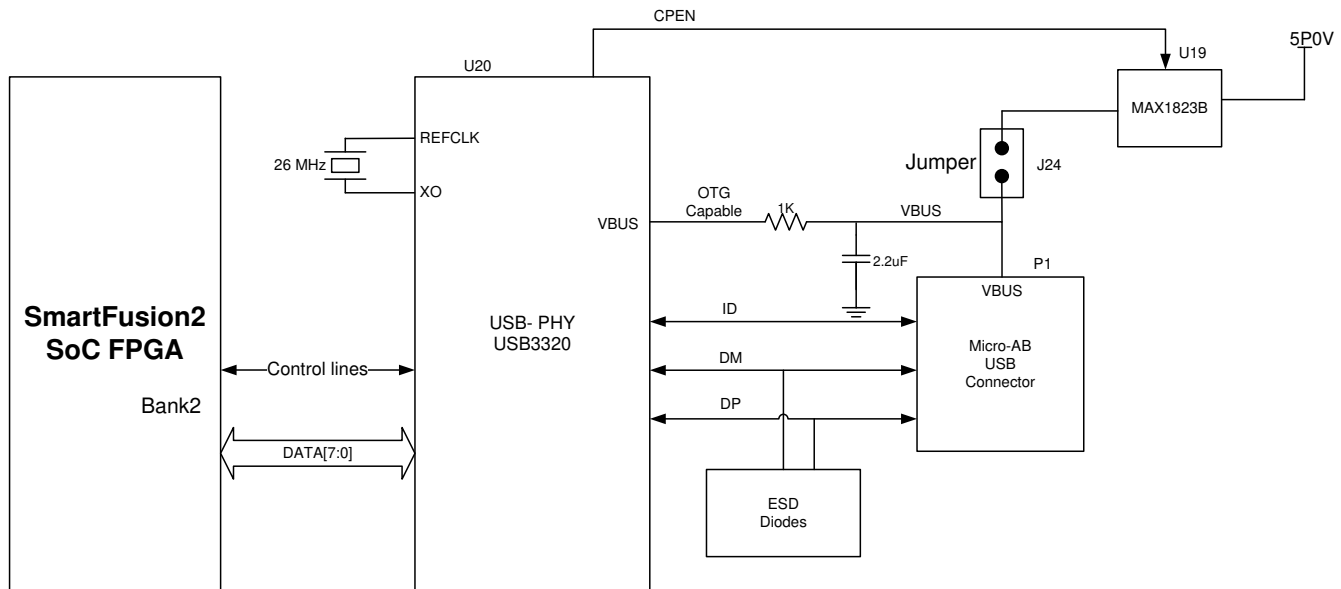 CPEN
5P0V
U19
U20
MAX1823B
REFCLK
26 MHz
XO
Jumper
J24
OTG
Capable
1K
VBUS
VBUS
2.2uF
P1
VBUS
SmartFusion2
SoC FPGA
USB- PHY
USB3320
ID
Micro-AB
USB
Connector
DM
Control lines
Bank2
DP
DATA[7:0]
ESD
Diodes